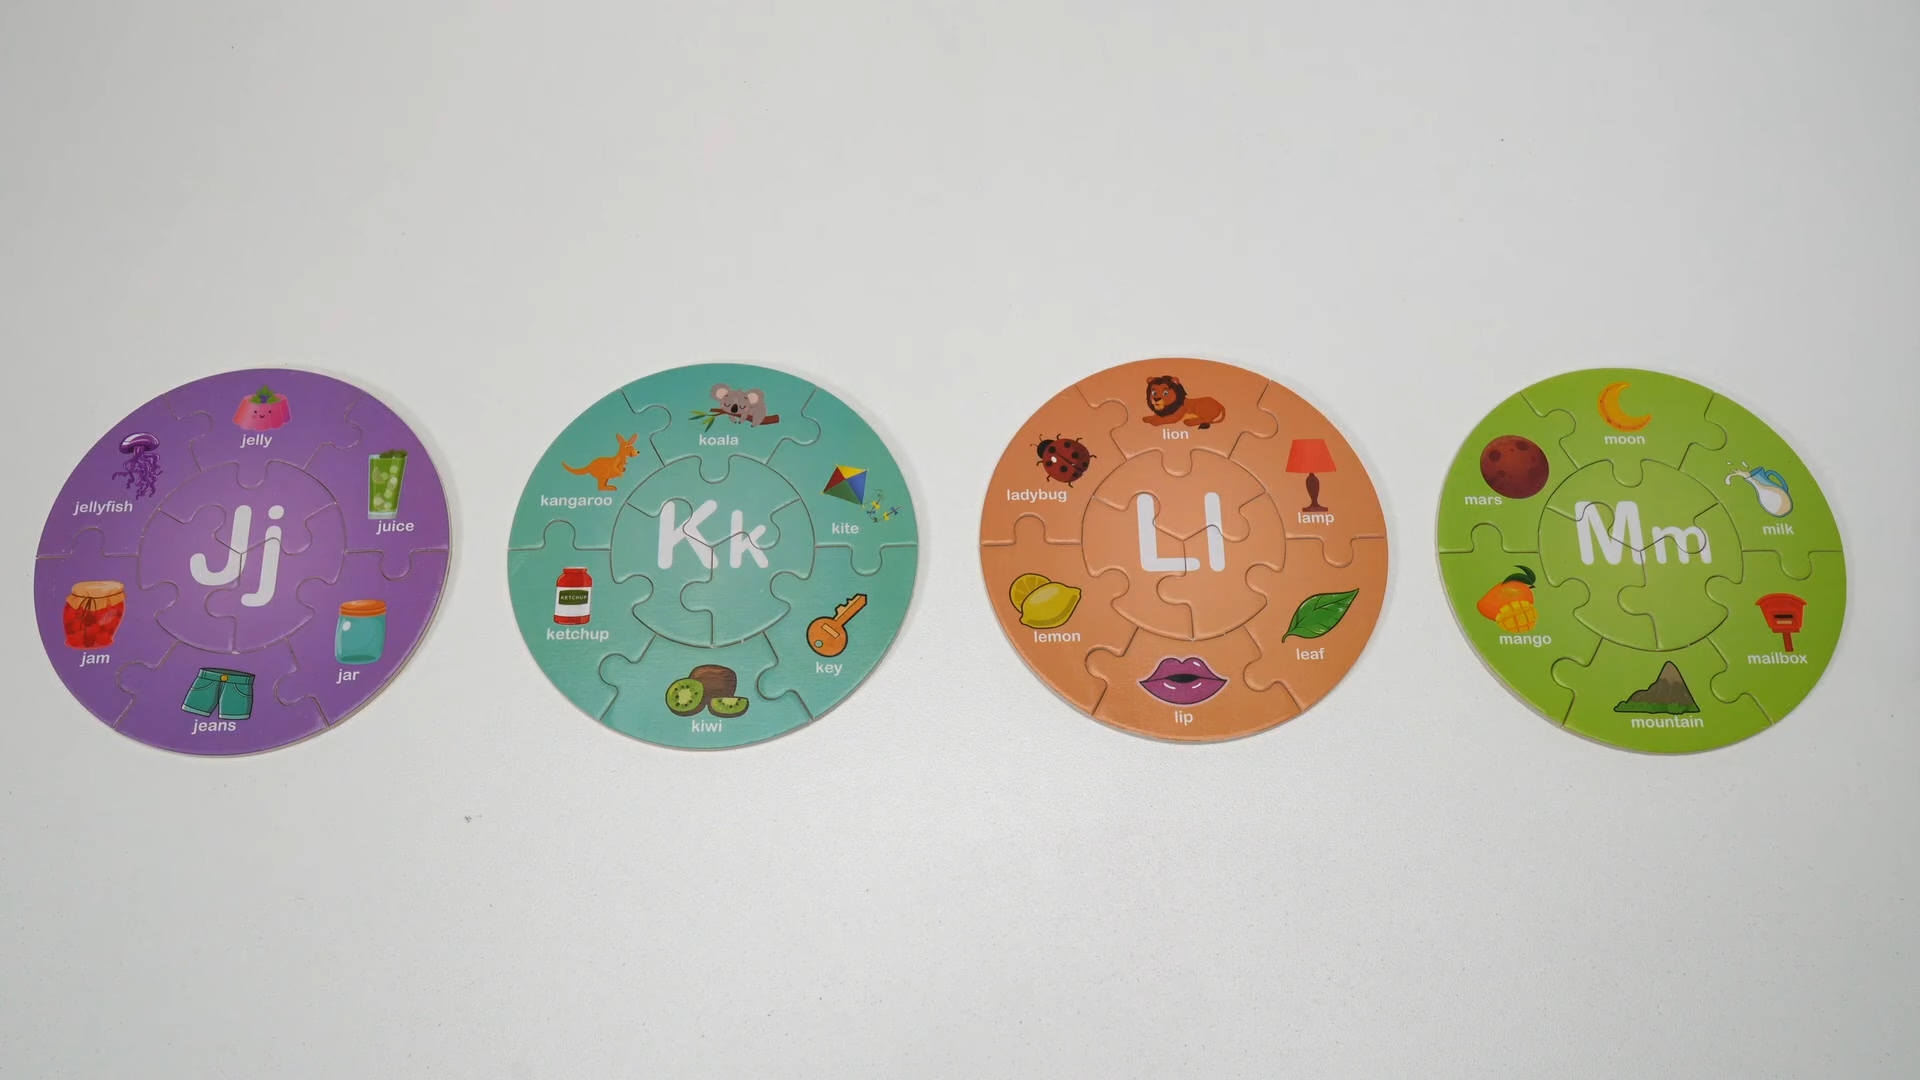 jelly
jellyfish
juice
Jj
jam
jar
jeans
koala
kangaroo
kite
Kk
KETCHUP
ketchup
key
kiwi
lion
ladybug
lamp
Ll
lemon
leaf
lip
moon
mars
milk
Mm
mango
mailbox
mountain